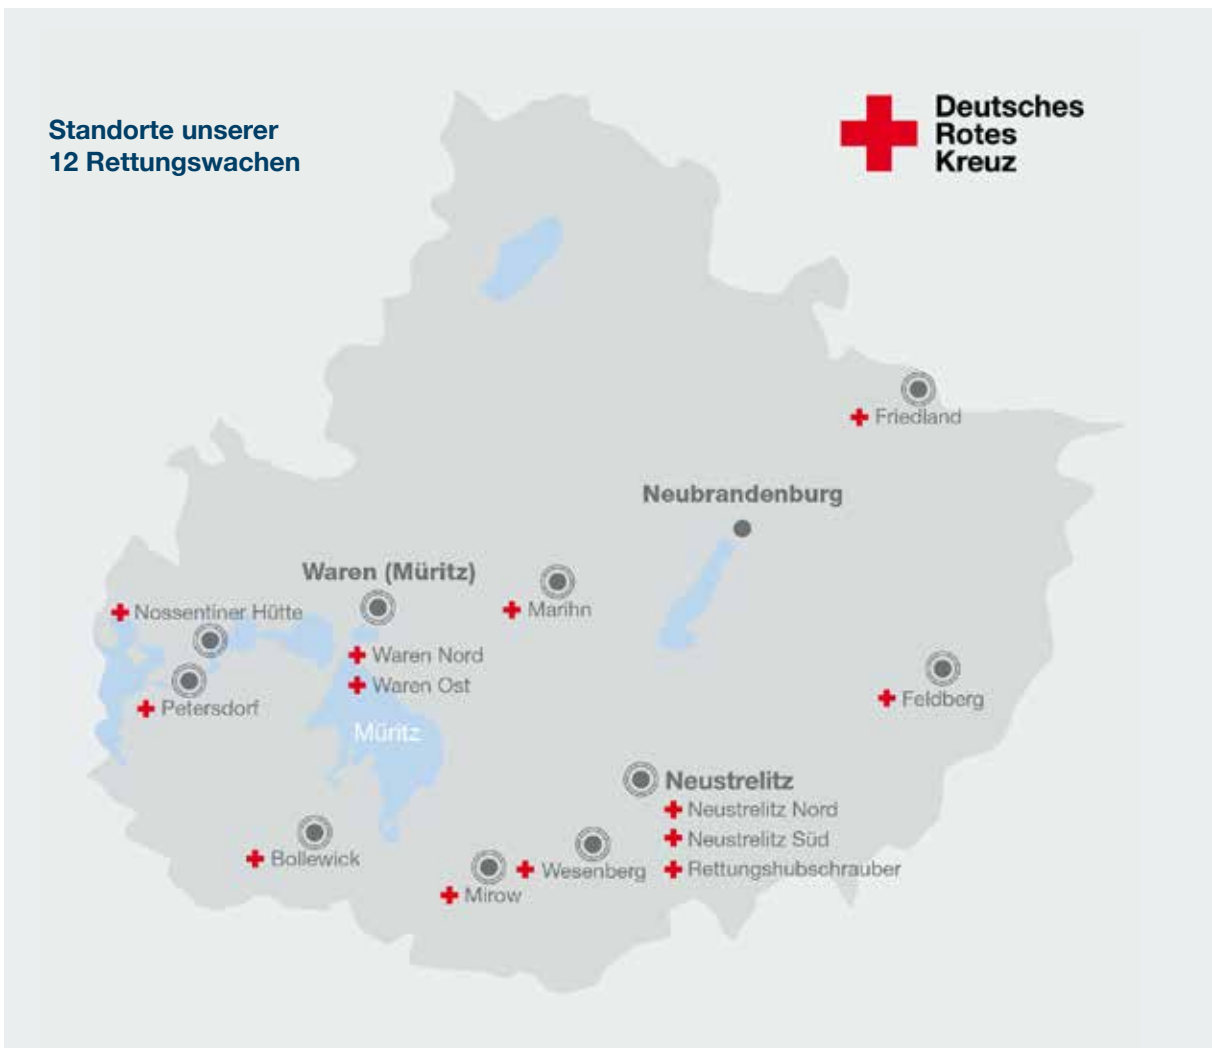 Standorte unserer
12 Rettungswachen
Deutsches
Rotes
Kreuz
Friedland
Neubrandenburg
Waren (Müritz)
Marihn
Nossentiner Hütte
Waren Nord
Waren Ost
Petersdorf
Feldberg
Müritz
Neustrelitz
Neustrelitz Nord
Neustrelitz Süd
Rettungshubschrauber
Bollewick
Wesenberg
Mirow